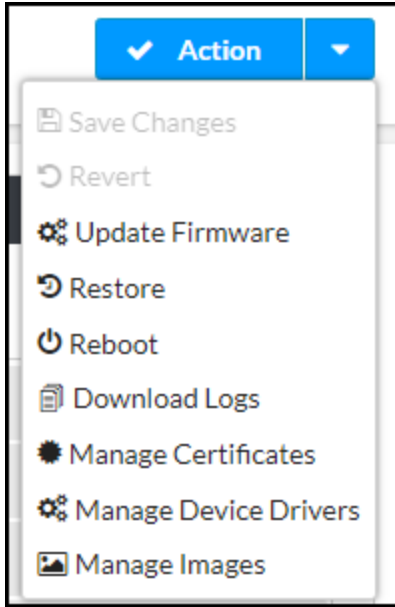 Action
Save Changes
Revert
Update Firmware
Restore
Reboot
Download Logs
Manage Certificates
Manage Device Drivers
Manage Images